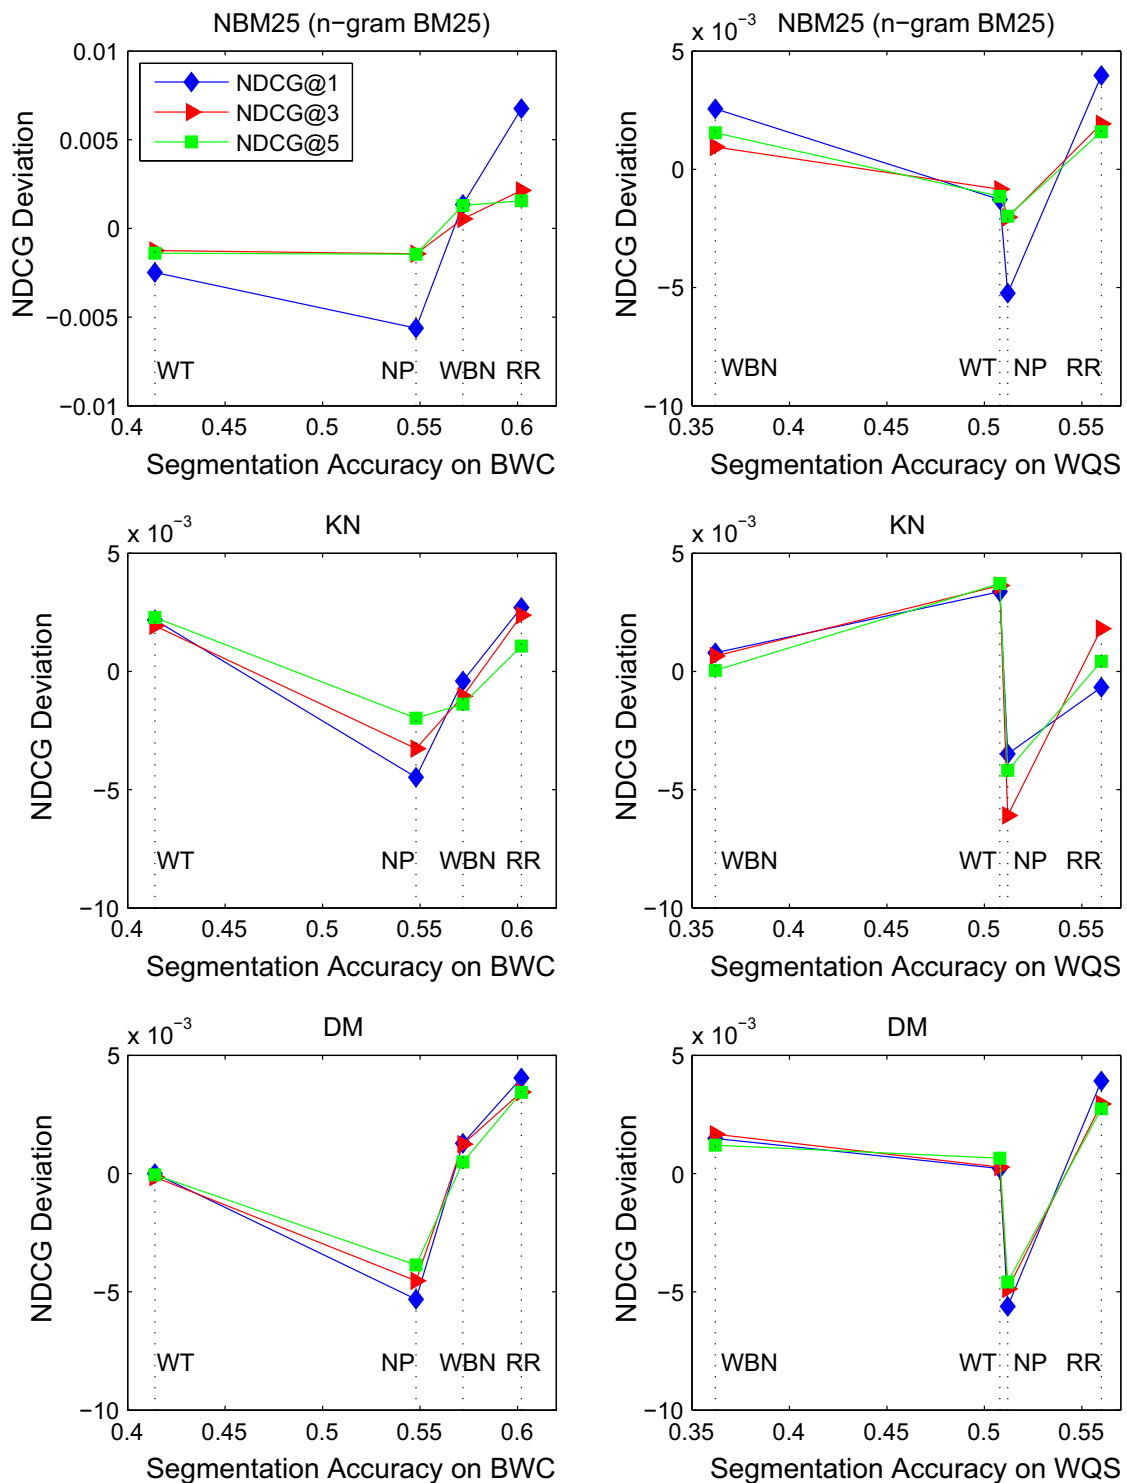 NBM25 (n−gram BM25)
0.01
0.005
0
−0.005
−0.01
NDCG Deviation
NDCG@1
NDCG@3
NDCG@5
WT
NP
WBN
RR
0.4
0.45
0.5
0.55
0.6
Segmentation Accuracy on BWC
x 10−3
NBM25 (n−gram BM25)
5
0
−5
−10
NDCG Deviation
WBN
WT
NP
RR
0.35
0.4
0.45
0.5
0.55
Segmentation Accuracy on WQS
x 10−3
KN
5
0
−5
−10
NDCG Deviation
WT
NP
WBN
RR
0.4
0.45
0.5
0.55
0.6
Segmentation Accuracy on BWC
x 10−3
KN
5
0
−5
−10
NDCG Deviation
WBN
WT
NP
RR
0.35
0.4
0.45
0.5
0.55
Segmentation Accuracy on WQS
x 10−3
DM
5
0
−5
−10
NDCG Deviation
WT
NP
WBN
RR
0.4
0.45
0.5
0.55
0.6
Segmentation Accuracy on BWC
x 10−3
DM
5
0
−5
−10
NDCG Deviation
WBN
WT
NP
RR
0.35
0.4
0.45
0.5
0.55
Segmentation Accuracy on WQS